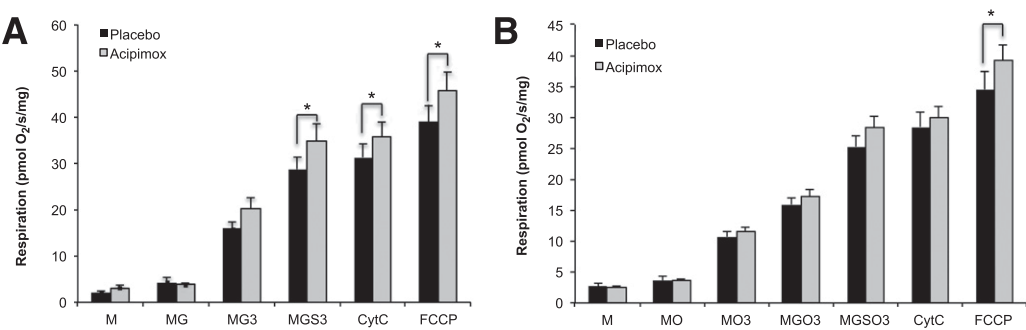 A
Respiration (pmol O2/s/mg)
60
50
40
30
20
10
0
Placebo
Acipimox
*
*
*
M MG MG3 MGS3 CytC FCCP
B
Respiration (pmol O2/s/mg)
45
40
35
30
25
20
15
10
5
0
Placebo
Acipimox
*
M MO MO3 MGO3 MGSO3 CytC FCCP